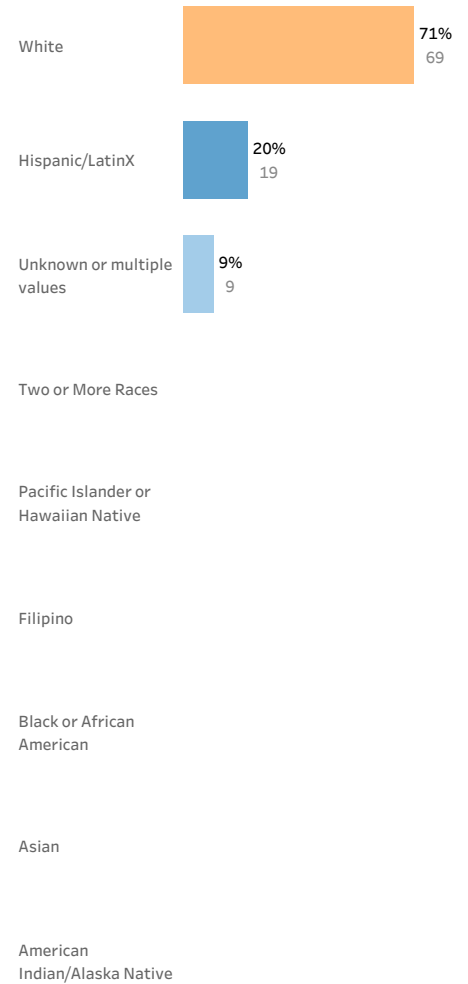 White
71%
69
Hispanic/LatinX
20%
19
Unknown or multiple
values
9%
9
Two or More Races
Pacific Islander or
Hawaiian Native
Filipino
Black or African
American
Asian
American
Indian/Alaska Native